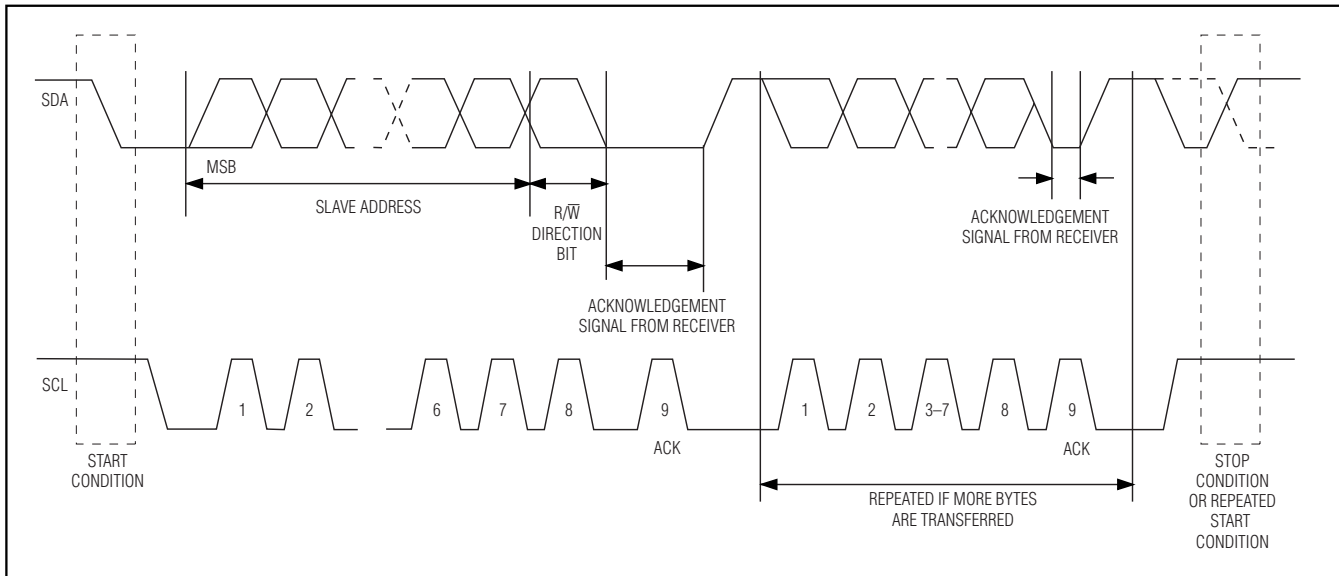 SDA
MSB
SLAVE ADDRESS
R/W̅
DIRECTION
BIT
ACKNOWLEDGEMENT
SIGNAL FROM RECEIVER
ACKNOWLEDGEMENT
SIGNAL FROM RECEIVER
SCL
1 2 6 7 8 9 1 2 3–7 8 9
ACK ACK
START
CONDITION
REPEATED IF MORE BYTES
ARE TRANSFERRED
STOP
CONDITION
OR REPEATED
START
CONDITION